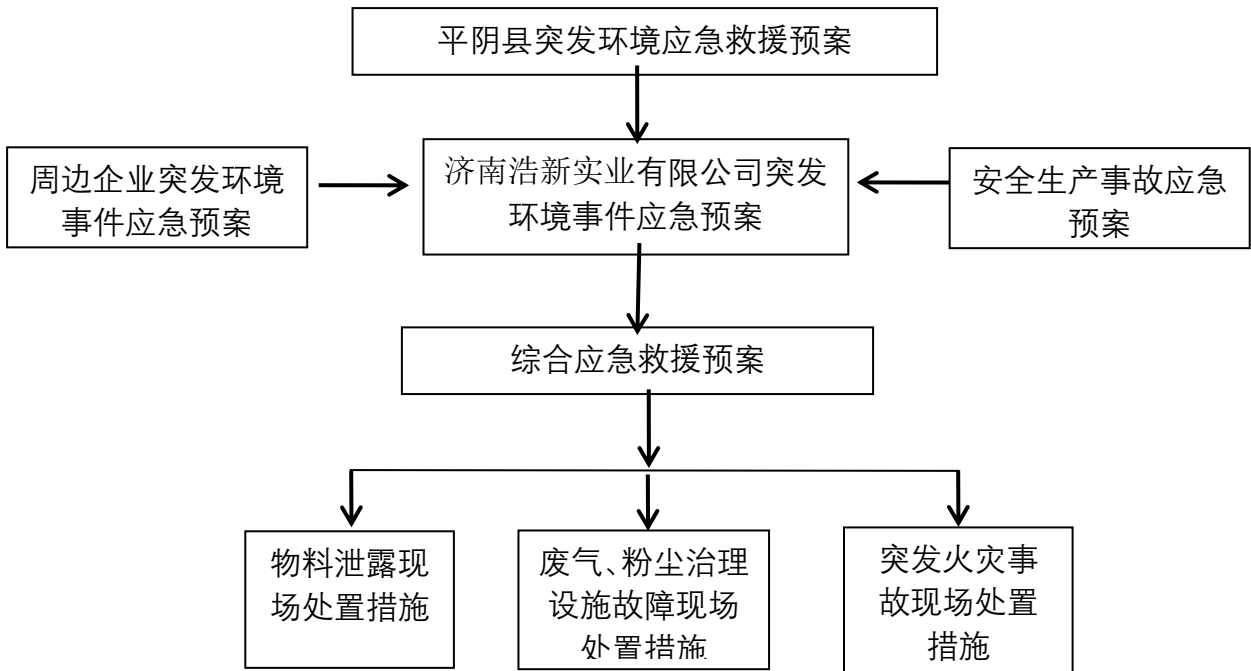 平阴县突发环境应急救援预案
周边企业突发环境
事件应急预案
济南浩新实业有限公司突发
环境事件应急预案
安全生产事故应急
预案
综合应急救援预案
物料泄露现
场处置措施
废气、粉尘治理
设施故障现场
处置措施
突发火灾事
故现场处置
措施